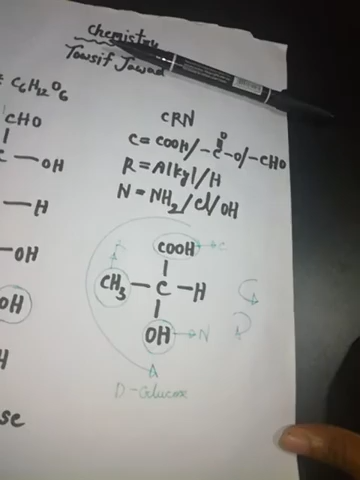 chemistry
Towsif Jawad
C6H12O6
CHO
CRN
C= COOH/ -C-O/-CHO
O
C -OH
R= Alkyl/H
N = NH2/Cl/OH
-H
COOH → C
-OH
R
CH3 - C - H
OH
OH → N
H
D-Glucose
se